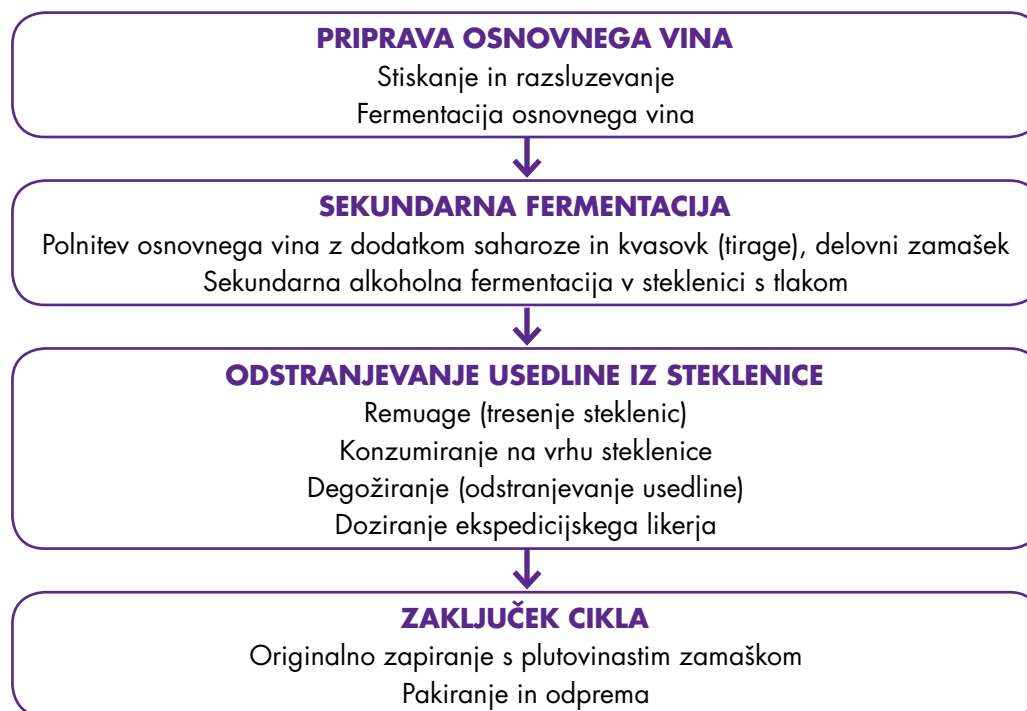 PRIPRAVA OSNOVNEGA VINA
Stiskanje in razsluzevanje
Fermentacija osnovnega vina
SEKUNDARNA FERMENTACIJA
Polnitev osnovnega vina z dodatkom saharoze in kvasovk (tirage), delovni zamašek
Sekundarna alkoholna fermentacija v steklenici s tlakom
ODSTRANJEVANJE USEDLINE IZ STEKLENICE
Remuage (tresenje steklenic)
Konzumiranje na vrhu steklenice
Degožiranje (odstranjevanje usedline)
Doziranje ekspedicijskega likerja
ZAKLJUČEK CIKLA
Originalno zapiranje s plutovinastim zamaškom
Pakiranje in odprema